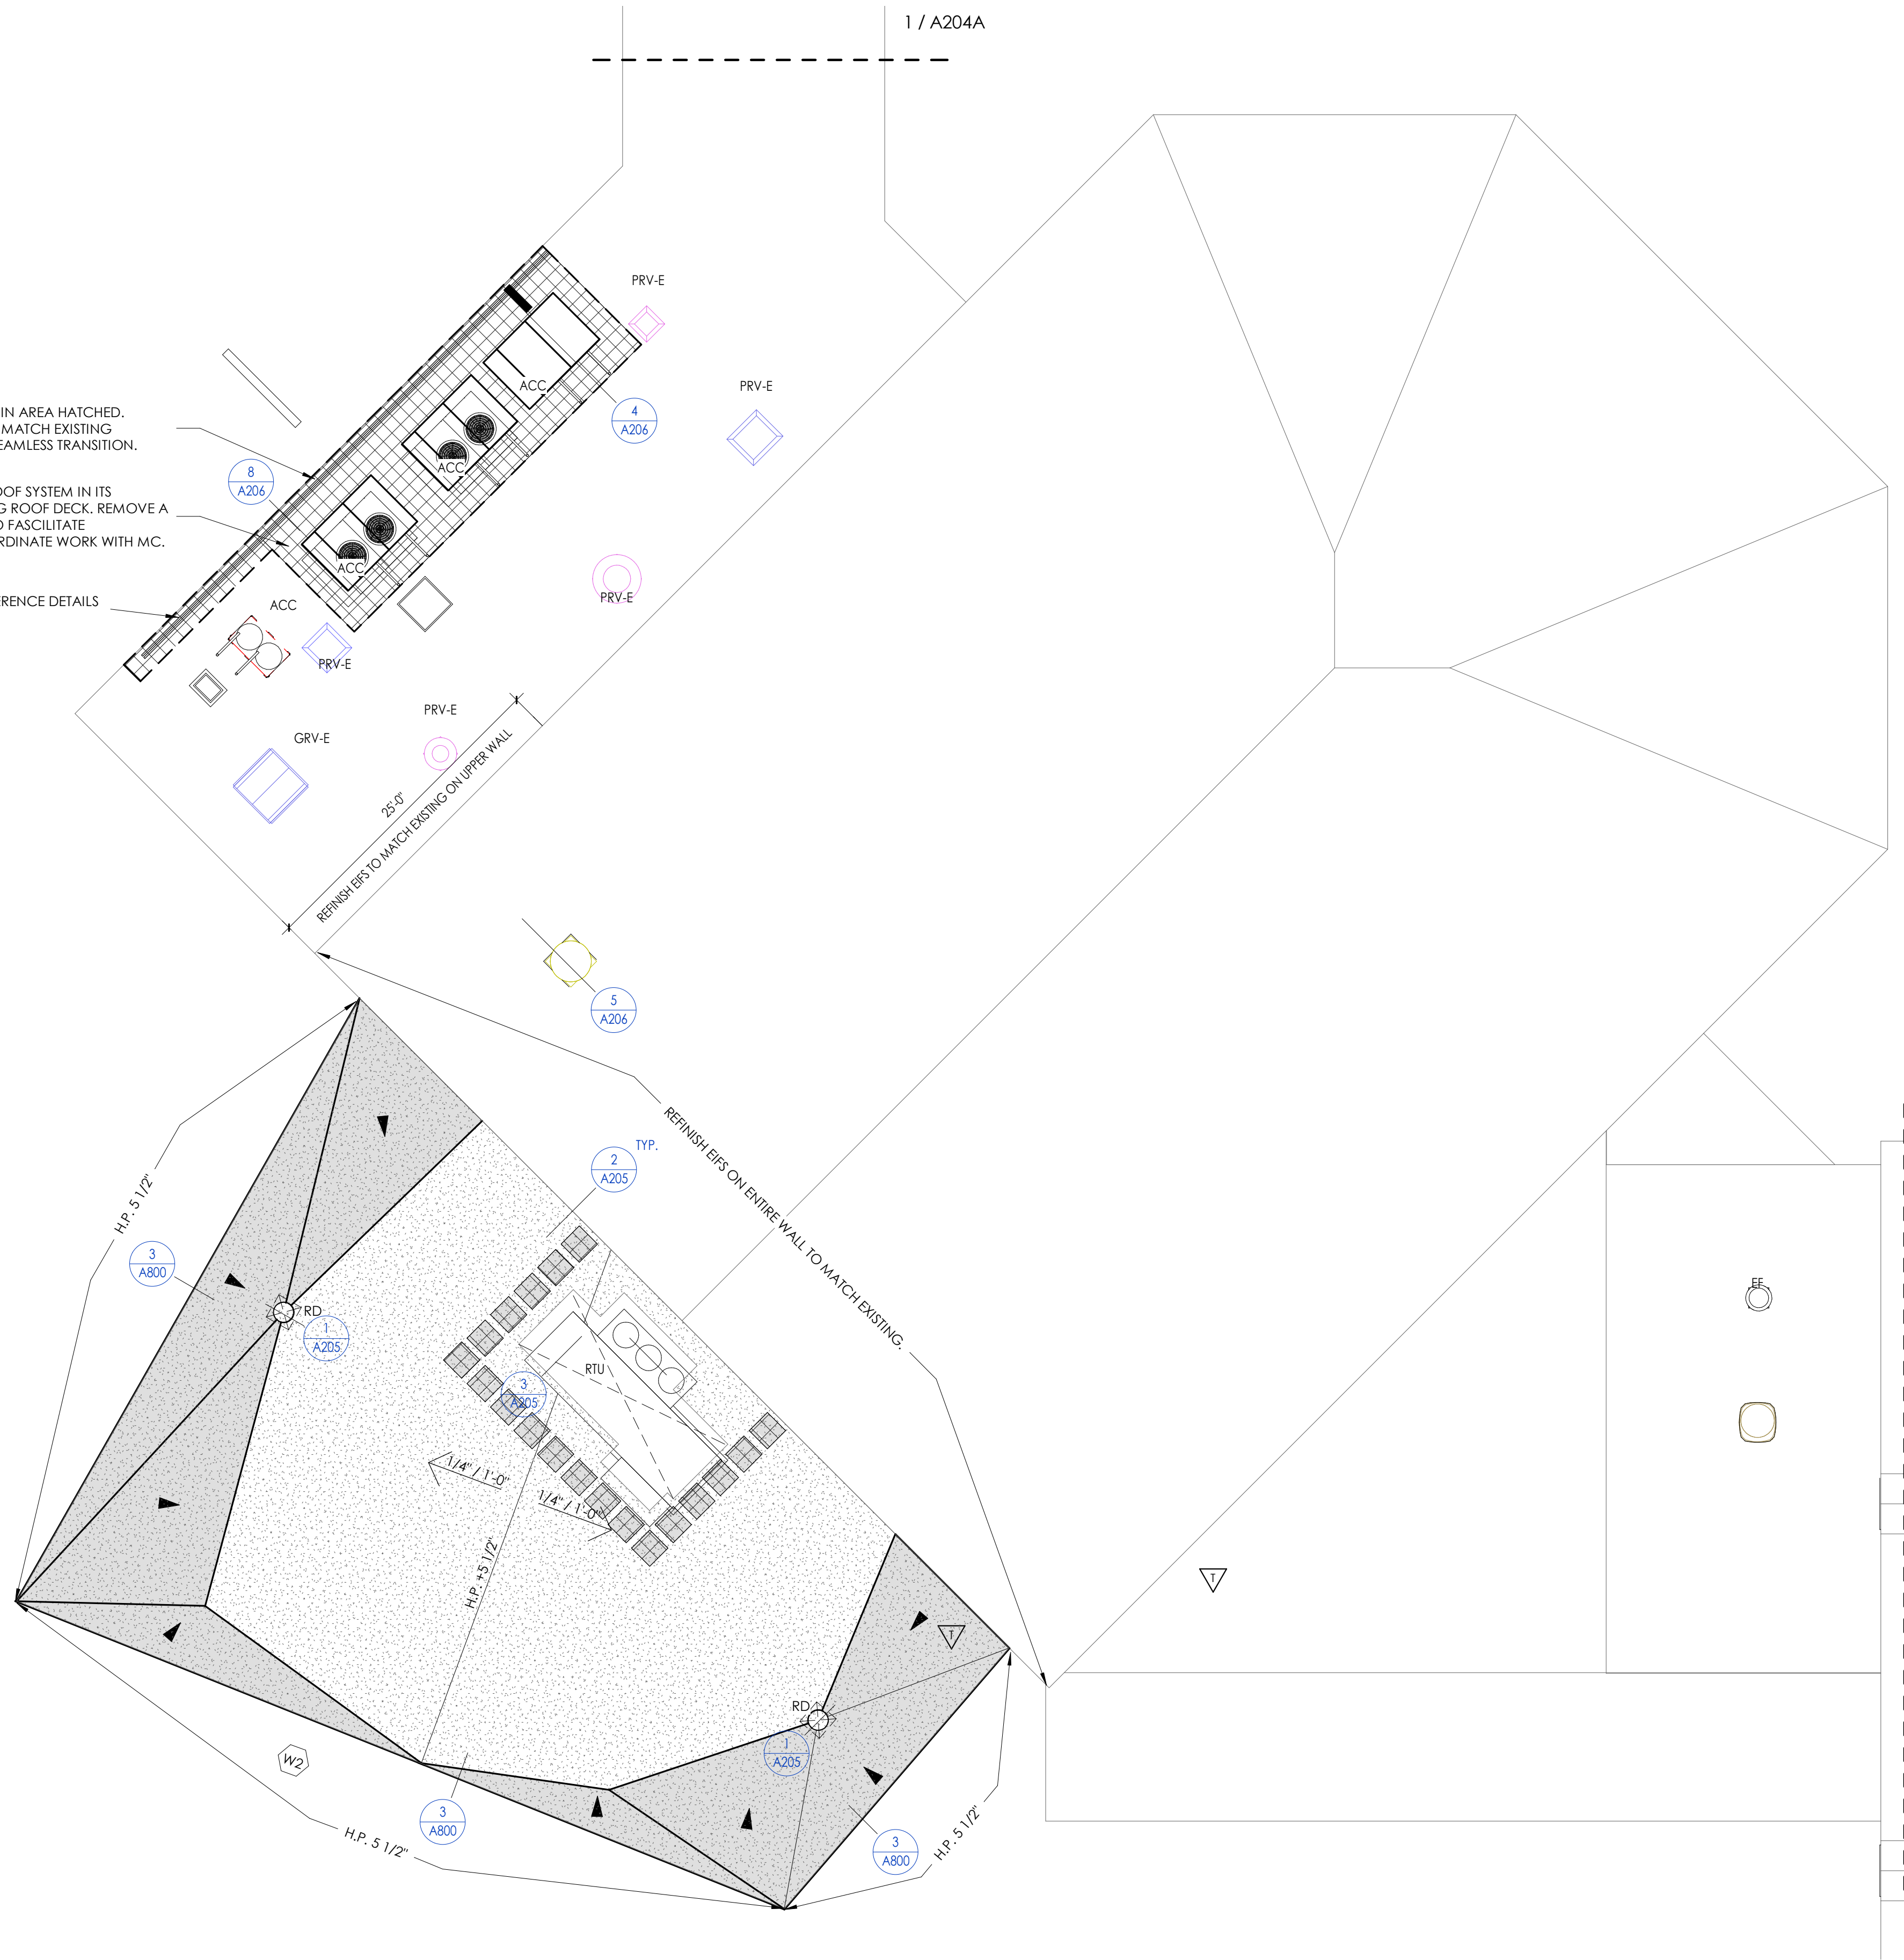 1 / A204A
PRV-E
PRV-E
ACC
4
A206
IN AREA HATCHED.
MATCH EXISTING
EAMLESS TRANSITION.
ACC
8
A206
OOF SYSTEM IN ITS
G ROOF DECK. REMOVE A
O FASCILITATE
RDINATE WORK WITH MC.
ACC
PRV-E
ERENCE DETAILS
ACC
PRV-E
PRV-E
GRV-E
25'-0"
REFINISH EIFS TO MATCH EXISTING ON UPPER WALL
5
A206
REFINISH EIFS ON ENTIRE WALL TO MATCH EXISTING.
TYP.
2
A205
H.P. 5 1/2"
3
A800
RD
1
A205
RTU
3
A205
EF
1/4" / 1'-0"
1/4" / 1'-0"
H.P. +5 1/2"
T
T
RD
1
A205
W2
3
A800
H.P. 5 1/2"
3
A800
H.P. 5 1/2"